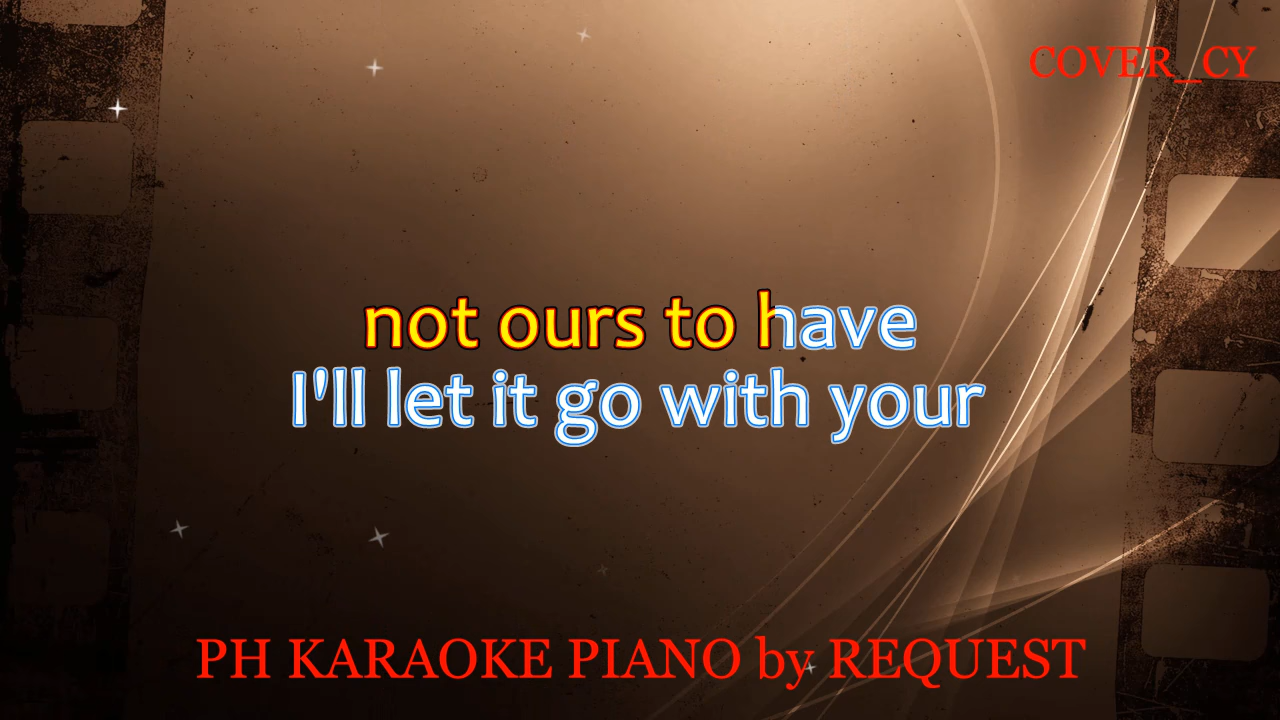 COVER_CY
not ours to have
I'll let it go with your
PH KARAOKE PIANO by REQUEST